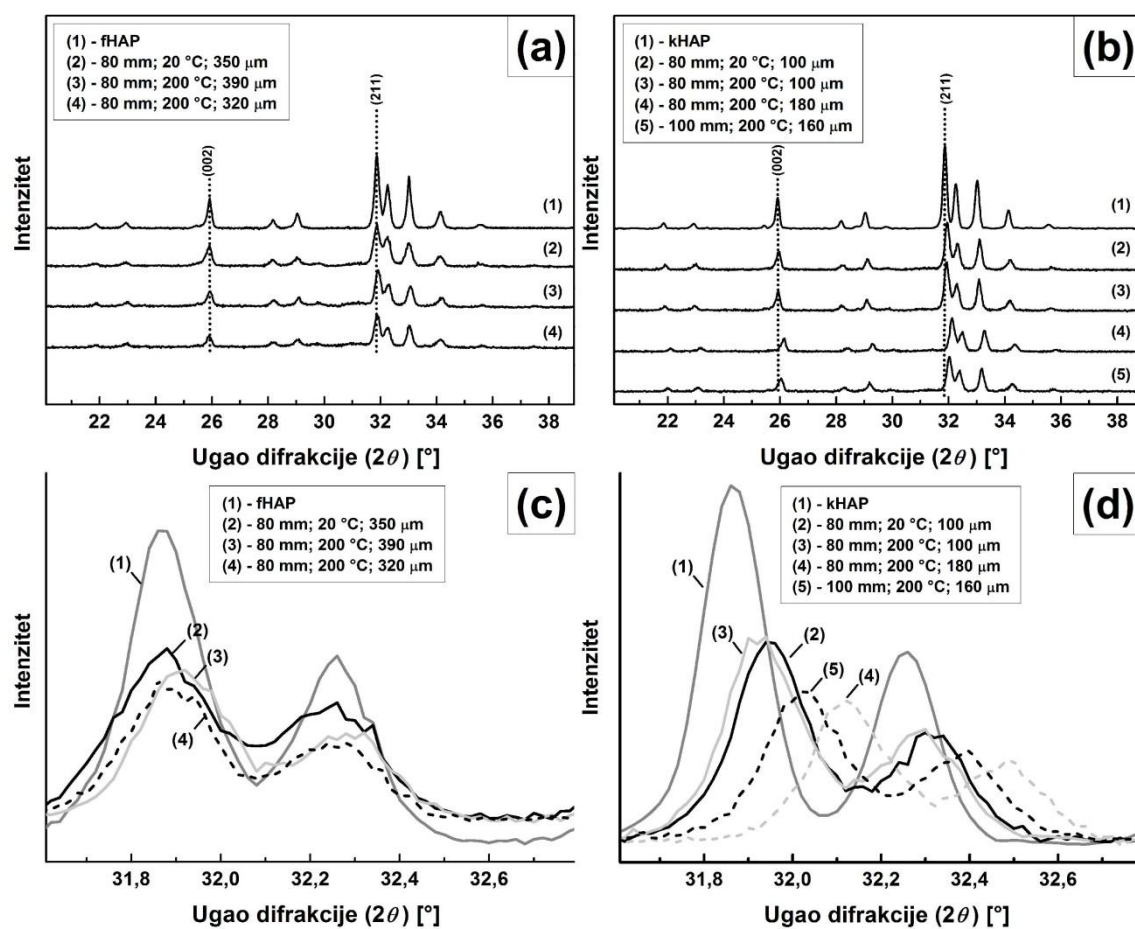 (a)
(1) - fHAP
(2) - 80 mm; 20 °C; 350 μm
(3) - 80 mm; 200 °C; 390 μm
(4) - 80 mm; 200 °C; 320 μm
(002)
(211)
(1)
(2)
(3)
(4)
Intenzitet
22 24 26 28 30 32 34 36 38
Ugao difrakcije (2θ) [°]
(b)
(1) - kHAP
(2) - 80 mm; 20 °C; 100 μm
(3) - 80 mm; 200 °C; 100 μm
(4) - 80 mm; 200 °C; 180 μm
(5) - 100 mm; 200 °C; 160 μm
(002)
(211)
(1)
(2)
(3)
(4)
(5)
Intenzitet
22 24 26 28 30 32 34 36 38
Ugao difrakcije (2θ) [°]
(c)
(1) - fHAP
(2) - 80 mm; 20 °C; 350 μm
(3) - 80 mm; 200 °C; 390 μm
(4) - 80 mm; 200 °C; 320 μm
(1)
(2)
(3)
(4)
Intenzitet
31,8 32,0 32,2 32,4 32,6
Ugao difrakcije (2θ) [°]
(d)
(1) - kHAP
(2) - 80 mm; 20 °C; 100 μm
(3) - 80 mm; 200 °C; 100 μm
(4) - 80 mm; 200 °C; 180 μm
(5) - 100 mm; 200 °C; 160 μm
(1)
(3)
(2)
(5)
(4)
Intenzitet
31,8 32,0 32,2 32,4 32,6
Ugao difrakcije (2θ) [°]